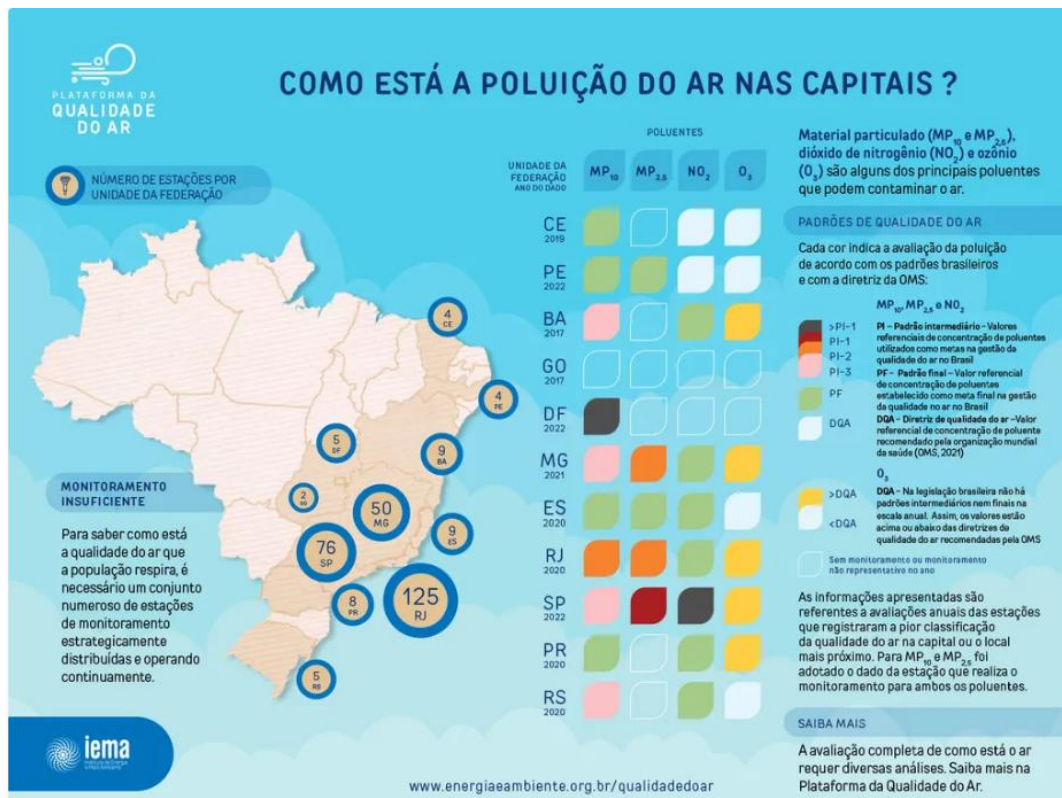 PLATAFORMA DA
QUALIDADE
DO AR
COMO ESTÁ A POLUIÇÃO DO AR NAS CAPITAIS ?
NÚMERO DE ESTAÇÕES POR
UNIDADE DA FEDERAÇÃO
4
CE
4
PE
5
DF
9
BA
2
50
MG
9
ES
76
SP
8
PR
125
RJ
5
RS
MONITORAMENTO
INSUFICIENTE
Para saber como está
a qualidade do ar que
a população respira, é
necessário um conjunto
numeroso de estações
de monitoramento
estrategicamente
distribuídas e operando
continuamente.
iema
POLUENTES
UNIDADE DA
FEDERAÇÃO
ANO DO DADO
MP₁₀ MP₂,₅ NO₂ O₃
CE
2019
PE
2022
BA
2017
GO
2017
DF
2022
MG
2021
ES
2020
RJ
2020
SP
2022
PR
2020
RS
2020
www.energiaeambiente.org.br/qualidadedoar
Material particulado (MP₁₀ e MP₂,₅),
dióxido de nitrogênio (NO₂) e ozônio
(O₃) são alguns dos principais poluentes
que podem contaminar o ar.
PADRÕES DE QUALIDADE DO AR
Cada cor indica a avaliação da poluição
de acordo com os padrões brasileiros
e com a diretriz da OMS:
MP₁₀, MP₂,₅ e NO₂
>PI-1
PI-1
PI-2
PI-3
PF
DQA
PI – Padrão intermediário - Valores
referenciais de concentração de poluentes
utilizados como metas na gestão da
qualidade do ar no Brasil
PF – Padrão final – Valor referencial
de concentração de poluentes
estabelecido como meta final na gestão
da qualidade no ar no Brasil
DQA – Diretriz de qualidade do ar –Valor
referencial de concentração de poluente
recomendado pela organização mundial
da saúde (OMS, 2021)
O₃
>DQA
<DQA
DQA – Na legislação brasileira não há
padrões intermediários nem finais na
escala anual. Assim, os valores estão
acima ou abaixo das diretrizes de
qualidade do ar recomendadas pela OMS
Sem monitoramento ou monitoramento
não representativo no ano
As informações apresentadas são
referentes a avaliações anuais das estações
que registraram a pior classificação
da qualidade do ar na capital ou o local
mais próximo. Para MP₁₀ e MP₂,₅ foi
adotado o dado da estação que realiza o
monitoramento para ambos os poluentes.
SAIBA MAIS
A avaliação completa de como está o ar
requer diversas análises. Saiba mais na
Plataforma da Qualidade do Ar.